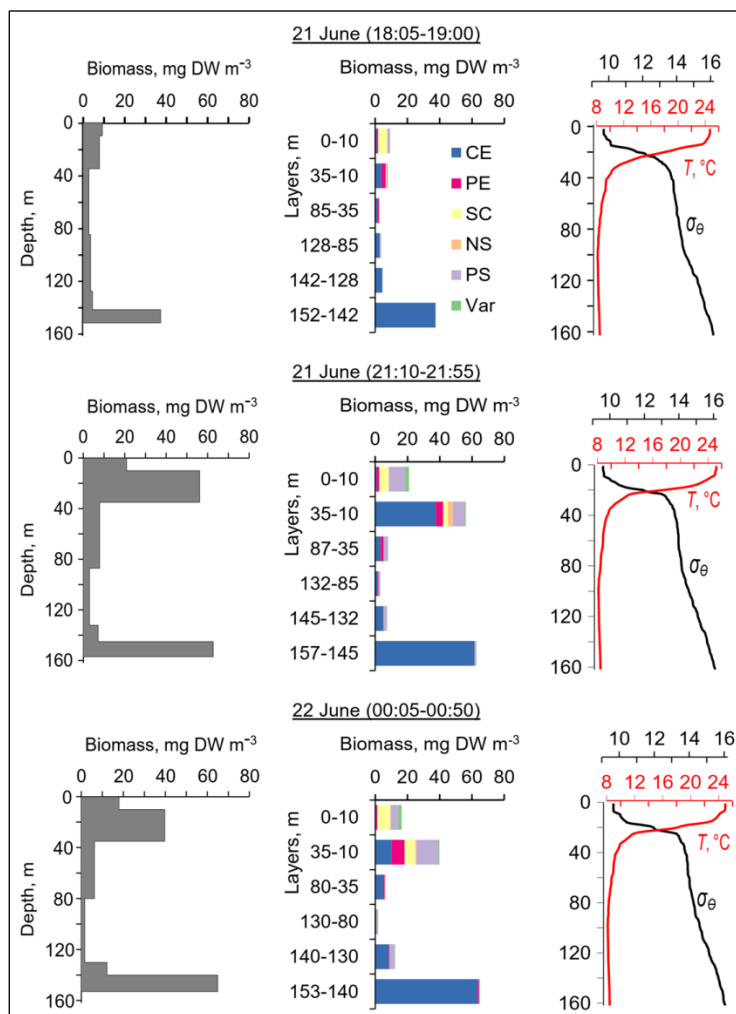 21 June (18:05-19:00)
Biomass, mg DW m⁻³
0 20 40 60 80
Depth, m
0
40
80
120
160
Biomass, mg DW m⁻³
0 20 40 60 80
Layers, m
0-10
35-10
85-35
128-85
142-128
152-142
CE
PE
SC
NS
PS
Var
10 12 14 16
8 12 16 20 24
0
40
80
120
160
T, °C
σθ
21 June (21:10-21:55)
Biomass, mg DW m⁻³
0 20 40 60 80
Depth, m
0
40
80
120
160
Biomass, mg DW m⁻³
0 20 40 60 80
Layers, m
0-10
35-10
87-35
132-85
145-132
157-145
10 12 14 16
8 12 16 20 24
0
40
80
120
160
T, °C
σθ
22 June (00:05-00:50)
Biomass, mg DW m⁻³
0 20 40 60 80
Depth, m
0
40
80
120
160
Biomass, mg DW m⁻³
0 20 40 60 80
Layers, m
0-10
35-10
80-35
130-80
140-130
153-140
10 12 14 16
8 12 16 20 24
0
40
80
120
160
T, °C
σθ